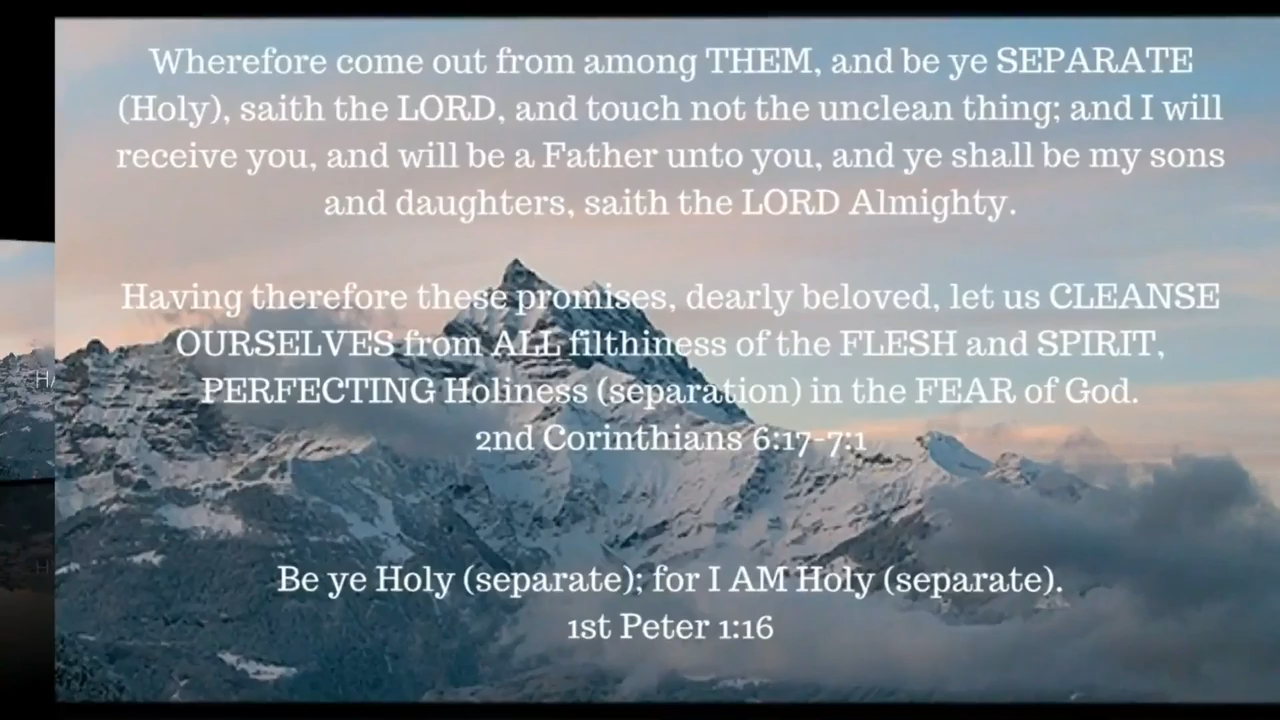 Wherefore come out from among THEM, and be ye SEPARATE
(Holy), saith the LORD, and touch not the unclean thing; and I will
receive you, and will be a Father unto you, and ye shall be my sons
and daughters, saith the LORD Almighty.
Having therefore these promises, dearly beloved, let us CLEANSE
OURSELVES from ALL filthiness of the FLESH and SPIRIT,
PERFECTING Holiness (separation) in the FEAR of God.
2nd Corinthians 6:17-7:1
Be ye Holy (separate); for I AM Holy (separate).
1st Peter 1:16